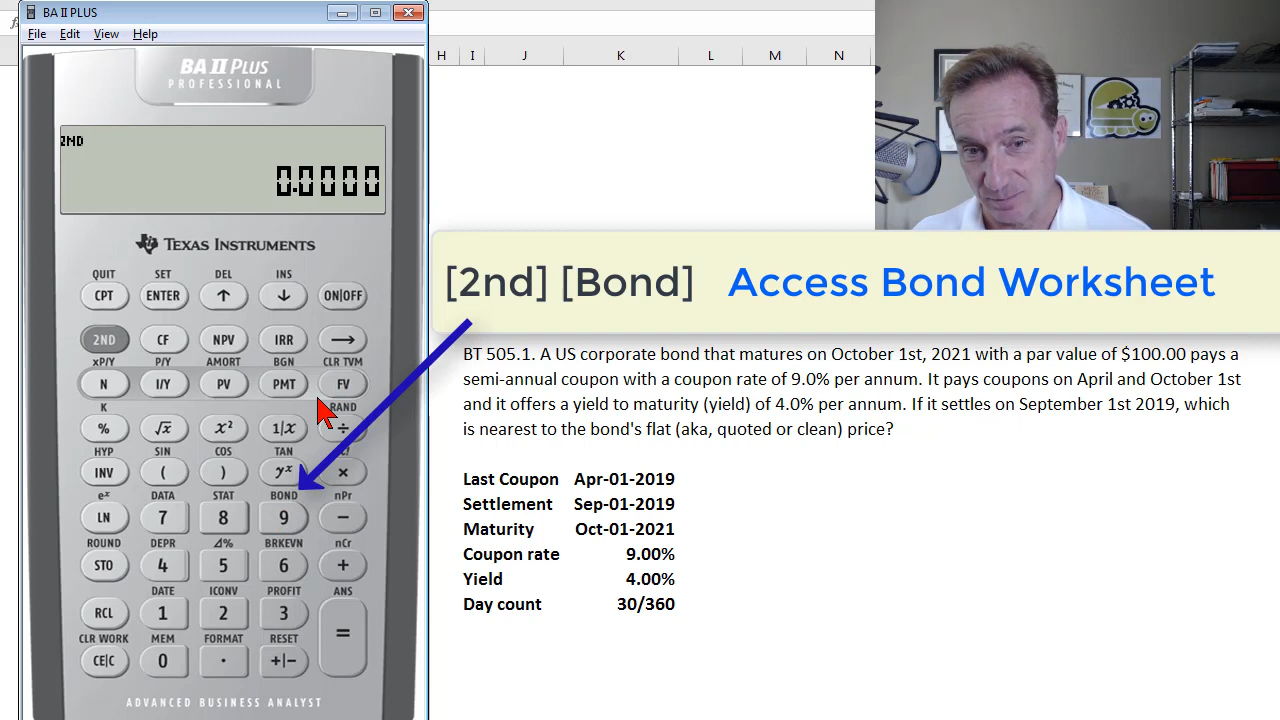 BA II PLUS
File Edit View Help
H I J K L M N
BA II PLUS
PROFESSIONAL
2ND
0.0000
TEXAS INSTRUMENTS
QUIT SET DEL INS
CPT ENTER ↑ ↓ ON|OFF
2ND CF NPV IRR →
xP/Y P/Y AMORT BGN CLR TVM
N I/Y PV PMT FV
K RAND
% √x x² 1/x ÷
HYP SIN COS TAN
INV ( ) yˣ ×
eˣ DATA STAT BOND nPr
LN 7 8 9 −
ROUND DEPR Δ% BRKEVN nCr
STO 4 5 6 +
DATE ICONV PROFIT ANS
RCL 1 2 3 =
CLR WORK MEM FORMAT RESET
CE|C 0 . +|−
ADVANCED BUSINESS ANALYST
[2nd] [Bond] Access Bond Worksheet
BT 505.1. A US corporate bond that matures on October 1st, 2021 with a par value of $100.00 pays a
semi-annual coupon with a coupon rate of 9.0% per annum. It pays coupons on April and October 1st
and it offers a yield to maturity (yield) of 4.0% per annum. If it settles on September 1st 2019, which
is nearest to the bond's flat (aka, quoted or clean) price?
Last Coupon Apr-01-2019
Settlement Sep-01-2019
Maturity Oct-01-2021
Coupon rate 9.00%
Yield 4.00%
Day count 30/360